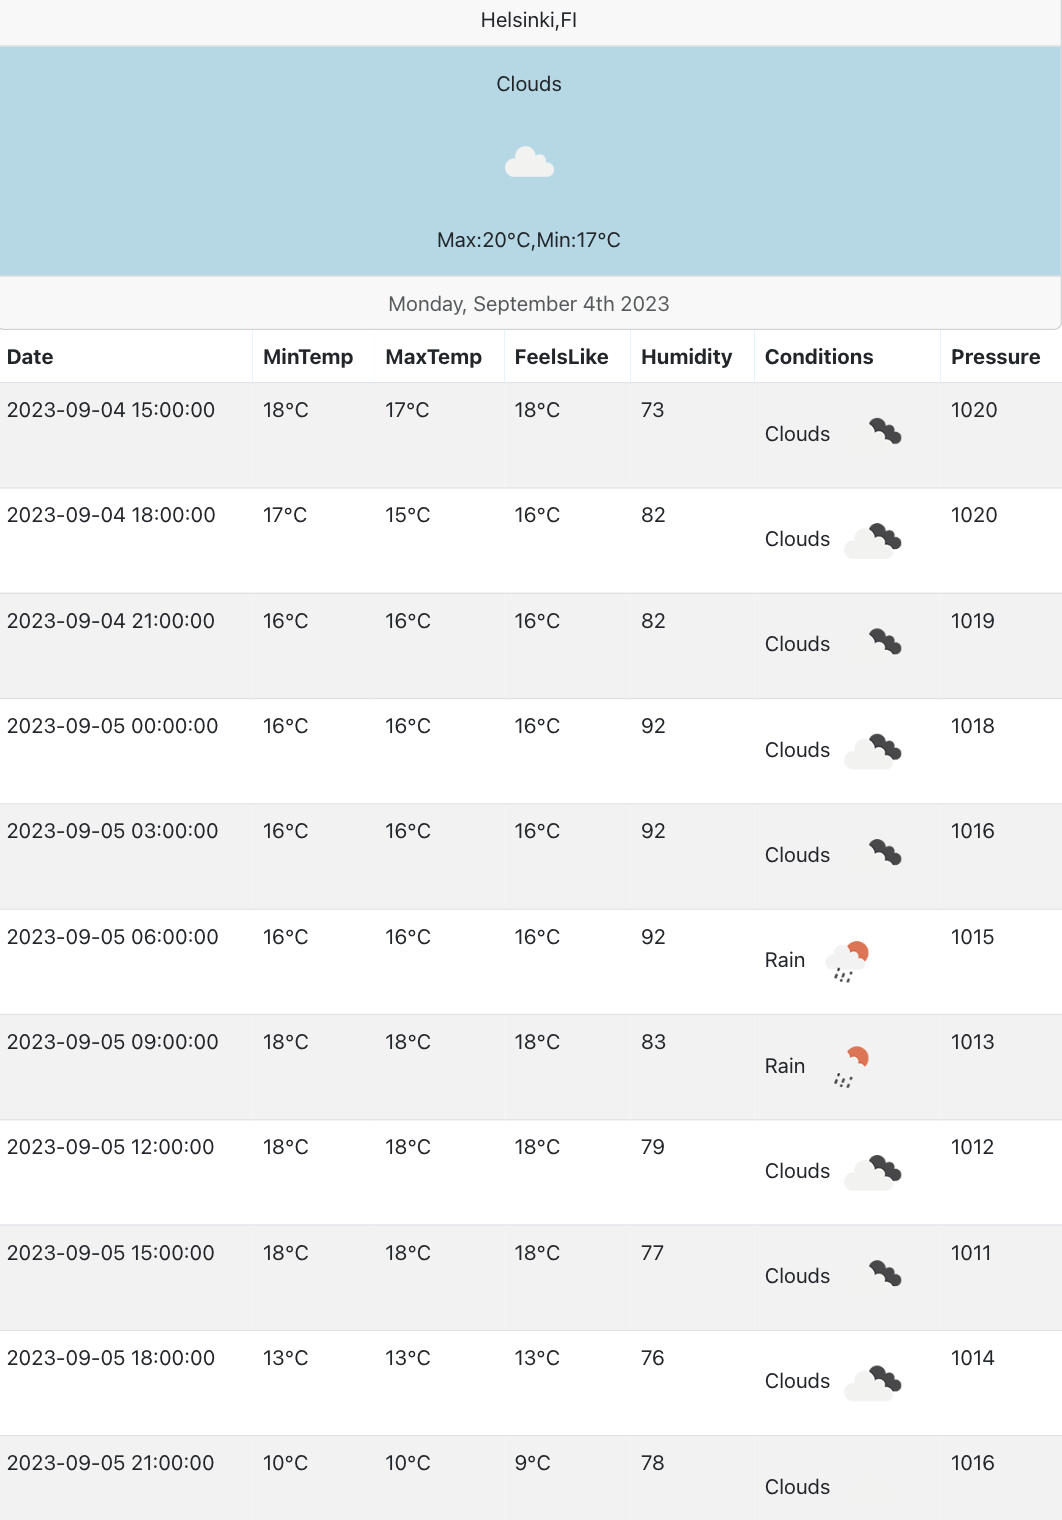 Helsinki,FI
Clouds
Max:20°C,Min:17°C
Monday, September 4th 2023
Date MinTemp MaxTemp FeelsLike Humidity Conditions Pressure
2023-09-04 15:00:00 18°C 17°C 18°C 73 Clouds 1020
2023-09-04 18:00:00 17°C 15°C 16°C 82 Clouds 1020
2023-09-04 21:00:00 16°C 16°C 16°C 82 Clouds 1019
2023-09-05 00:00:00 16°C 16°C 16°C 92 Clouds 1018
2023-09-05 03:00:00 16°C 16°C 16°C 92 Clouds 1016
2023-09-05 06:00:00 16°C 16°C 16°C 92 Rain 1015
2023-09-05 09:00:00 18°C 18°C 18°C 83 Rain 1013
2023-09-05 12:00:00 18°C 18°C 18°C 79 Clouds 1012
2023-09-05 15:00:00 18°C 18°C 18°C 77 Clouds 1011
2023-09-05 18:00:00 13°C 13°C 13°C 76 Clouds 1014
2023-09-05 21:00:00 10°C 10°C 9°C 78 Clouds 1016